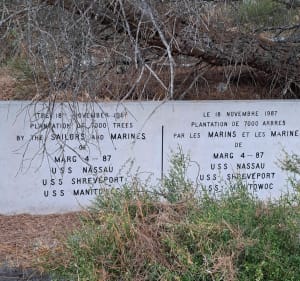 THE 18th NOVEMBER 1987
PLANTATION OF 7000 TREES
BY THE SAILORS AND MARINES
OF
MARG 4-87
USS NASSAU
USS SHREVEPORT
USS MANITOWOC
LE 18 NOVEMBRE 1987
PLANTATION DE 7000 ARBRES
PAR LES MARINS ET LES MARINES
DE
MARG 4-87
USS NASSAU
USS SHREVEPORT
USS MANITOWOC